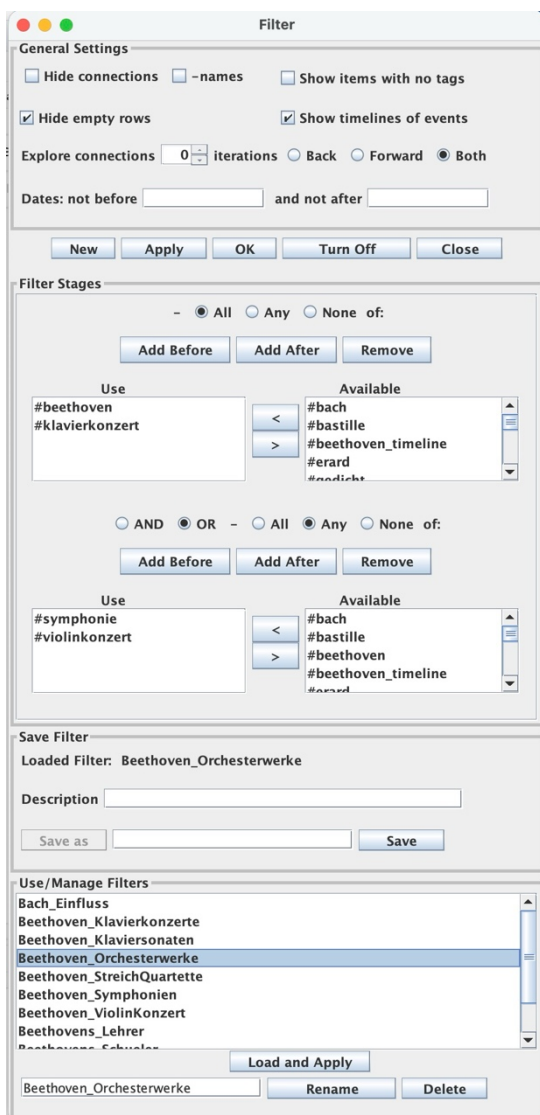 Filter
General Settings
Hide connections -names Show items with no tags
Hide empty rows Show timelines of events
Explore connections 0 iterations Back Forward Both
Dates: not before and not after
New Apply OK Turn Off Close
Filter Stages
- All Any None of:
Add Before Add After Remove
Use Available
#beethoven < #bach
#klavierkonzert > #bastille
#beethoven_timeline
#erard
#gedicht
AND OR - All Any None of:
Add Before Add After Remove
Use Available
#symphonie < #bach
#violinkonzert > #bastille
#beethoven
#beethoven_timeline
#erard
Save Filter
Loaded Filter: Beethoven_Orchesterwerke
Description
Save as Save
Use/Manage Filters
Bach_Einfluss
Beethoven_Klavierkonzerte
Beethoven_Klaviersonaten
Beethoven_Orchesterwerke
Beethoven_StreichQuartette
Beethoven_Symphonien
Beethoven_ViolinKonzert
Beethovens_Lehrer
Beethovens_Schueler
Load and Apply
Beethoven_Orchesterwerke Rename Delete